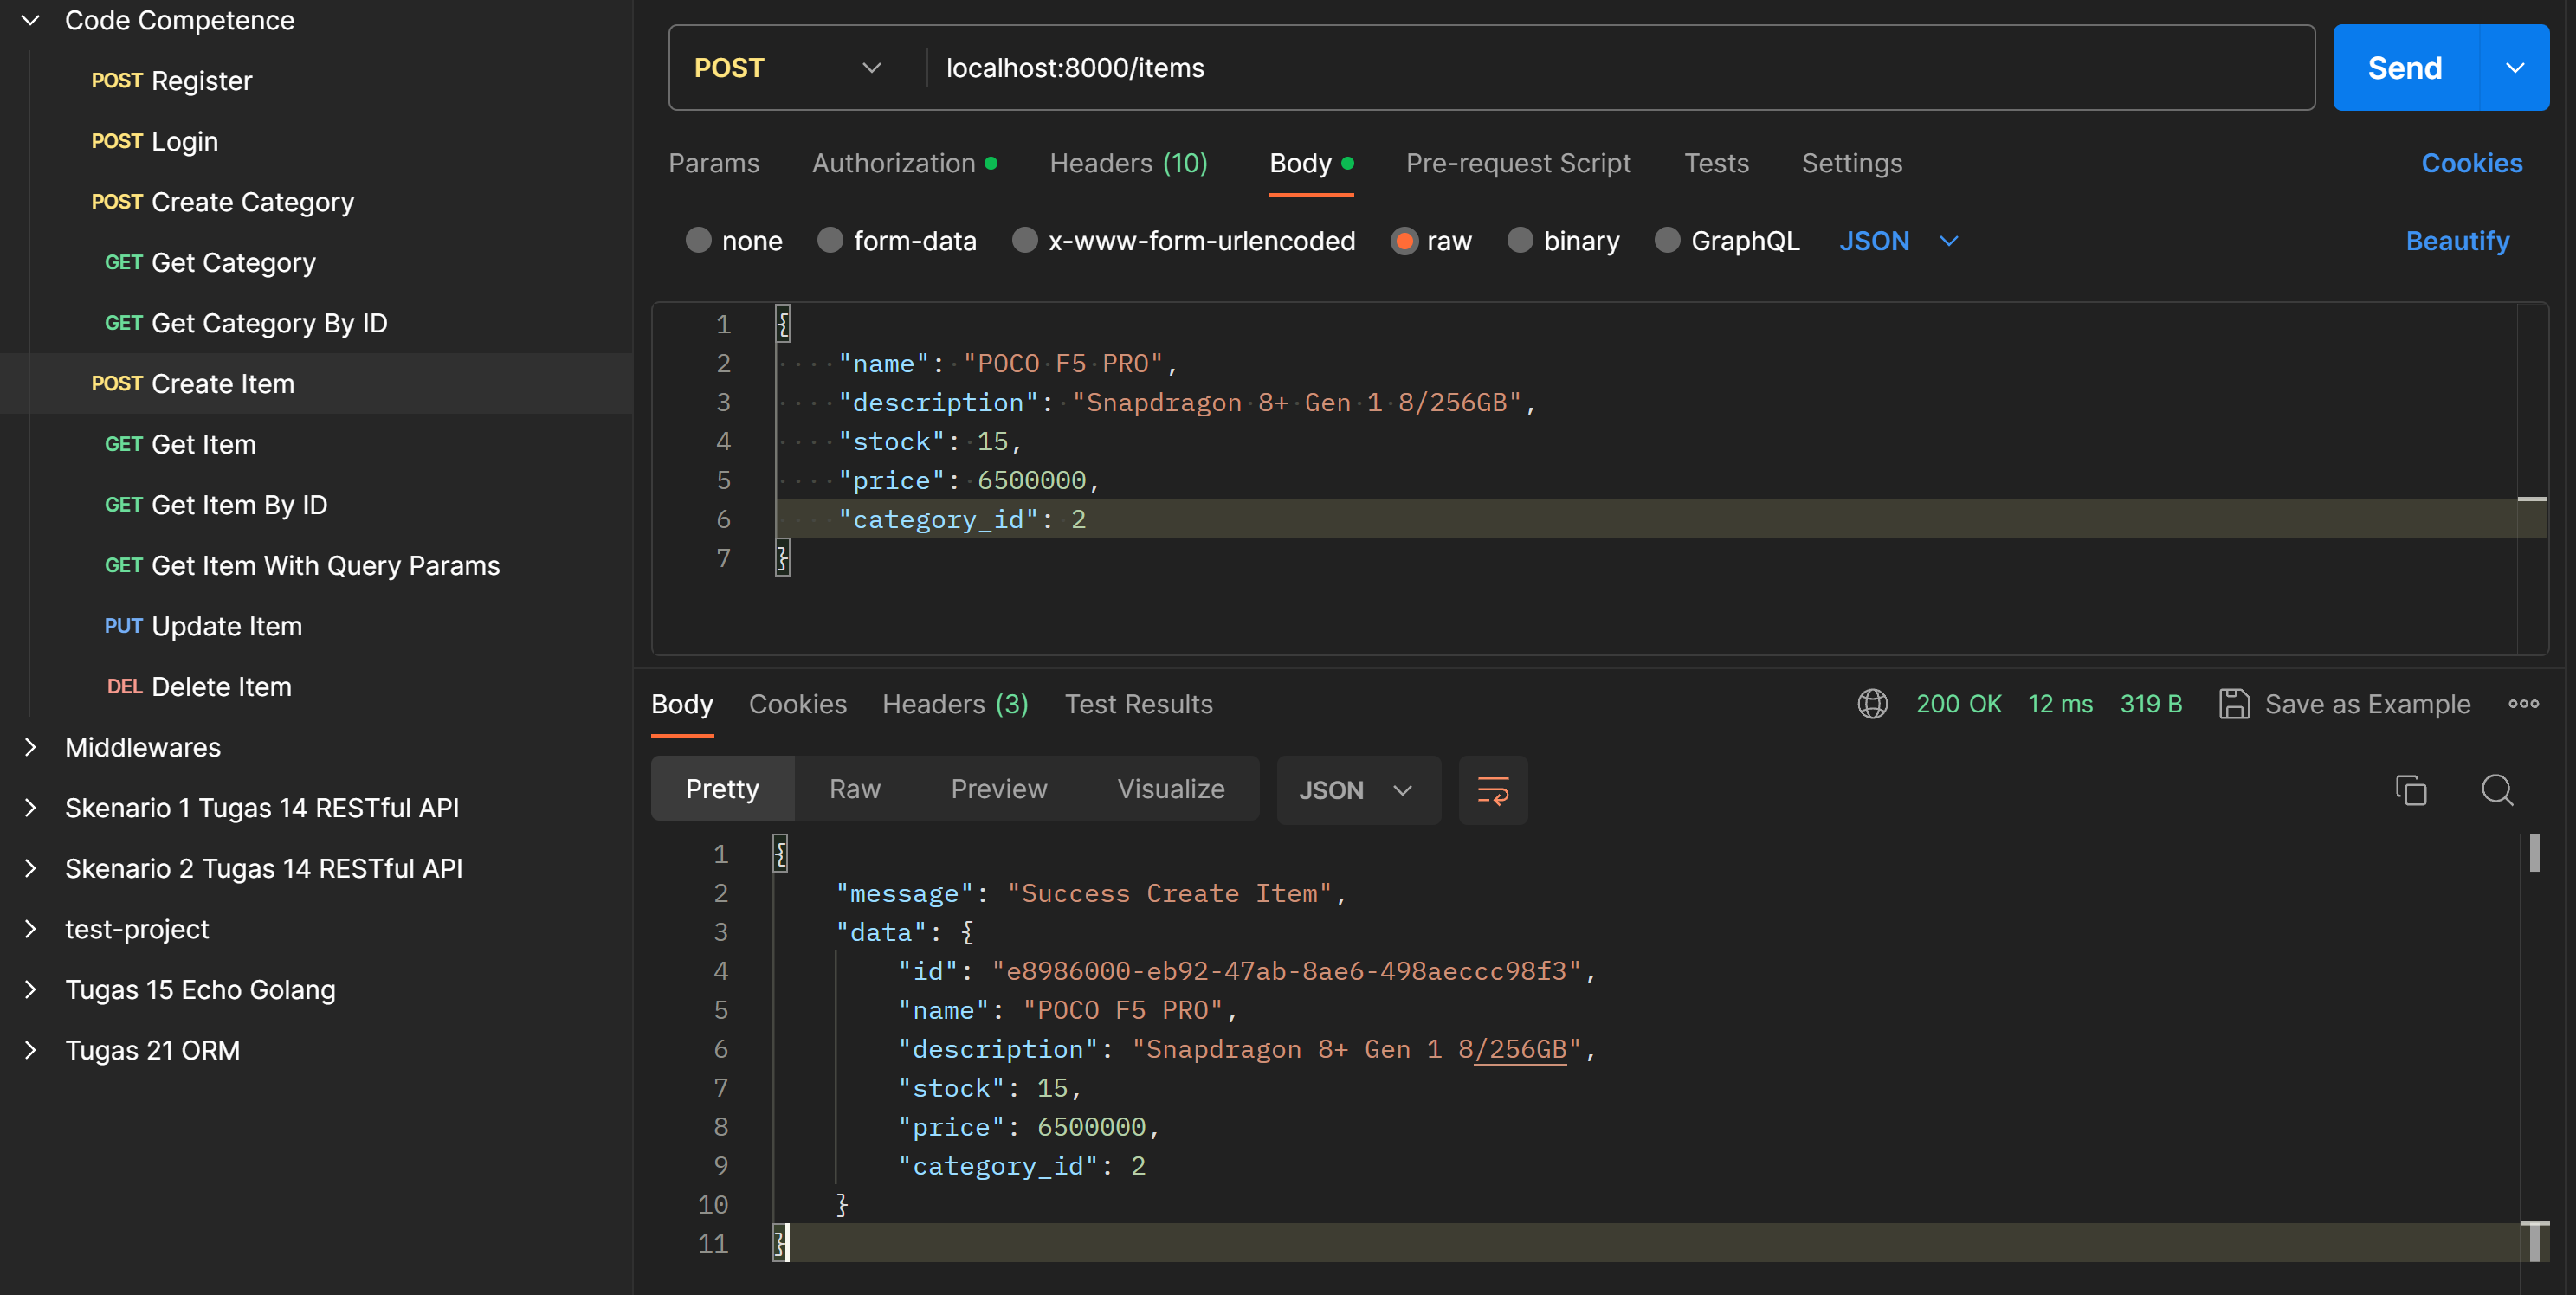 Code Competence
POST Register
POST Login
POST Create Category
GET Get Category
GET Get Category By ID
POST Create Item
GET Get Item
GET Get Item By ID
GET Get Item With Query Params
PUT Update Item
DEL Delete Item
Middlewares
Skenario 1 Tugas 14 RESTful API
Skenario 2 Tugas 14 RESTful API
test-project
Tugas 15 Echo Golang
Tugas 21 ORM
POST localhost:8000/items Send
Params Authorization Headers (10) Body Pre-request Script Tests Settings Cookies
none form-data x-www-form-urlencoded raw binary GraphQL JSON Beautify
1 {
2 "name": "POCO F5 PRO",
3 "description": "Snapdragon 8+ Gen 1 8/256GB",
4 "stock": 15,
5 "price": 6500000,
6 "category_id": 2
7 }
Body Cookies Headers (3) Test Results 200 OK 12 ms 319 B Save as Example
Pretty Raw Preview Visualize JSON
1 {
2 "message": "Success Create Item",
3 "data": {
4 "id": "e8986000-eb92-47ab-8ae6-498aeccc98f3",
5 "name": "POCO F5 PRO",
6 "description": "Snapdragon 8+ Gen 1 8/256GB",
7 "stock": 15,
8 "price": 6500000,
9 "category_id": 2
10 }
11 }